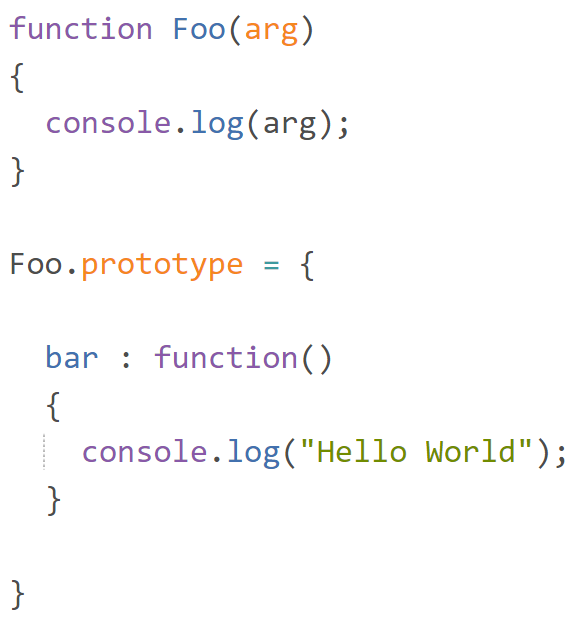 function Foo(arg)
{
  console.log(arg);
}

Foo.prototype = {

  bar : function()
  {
    console.log("Hello World");
  }

}